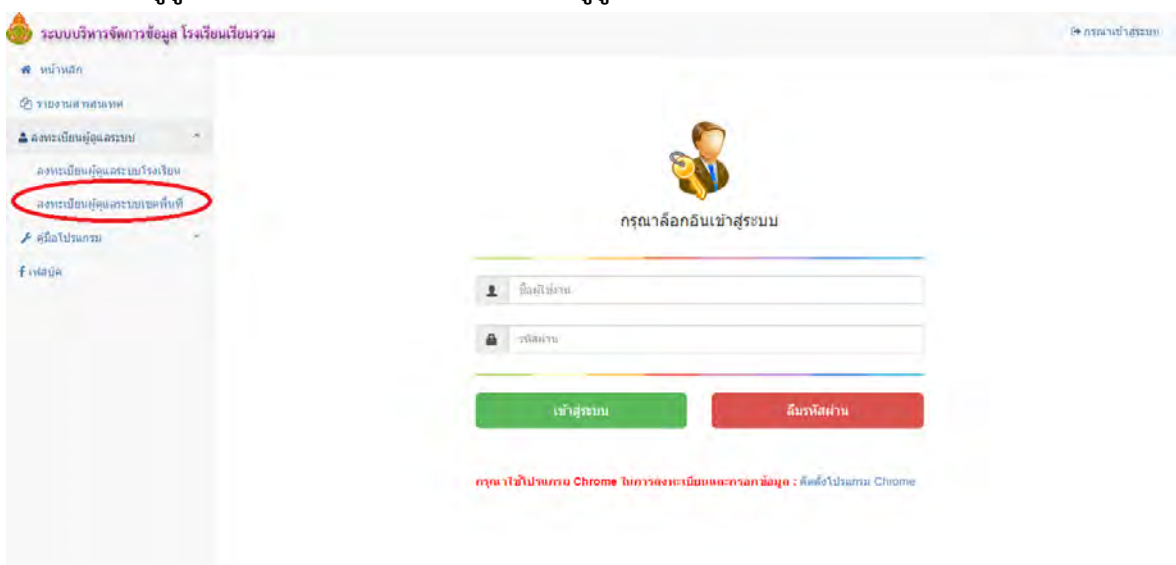 ระบบบริหารจัดการข้อมูล โรงเรียนเรียนรวม
กรุณาเข้าสู่ระบบ
หน้าหลัก
รายงานสารสนเทศ
ลงทะเบียนผู้ดูแลระบบ
ลงทะเบียนผู้ดูแลระบบโรงเรียน
ลงทะเบียนผู้ดูแลระบบเขตพื้นที่
คู่มือโปรแกรม
เฟสบุ๊ค
กรุณาล็อกอินเข้าสู่ระบบ
ชื่อผู้ใช้งาน
รหัสผ่าน
เข้าสู่ระบบ
ลืมรหัสผ่าน
กรุณาใช้โปรแกรม Chrome ในการลงทะเบียนและกรอกข้อมูล : ติดตั้งโปรแกรม Chrome